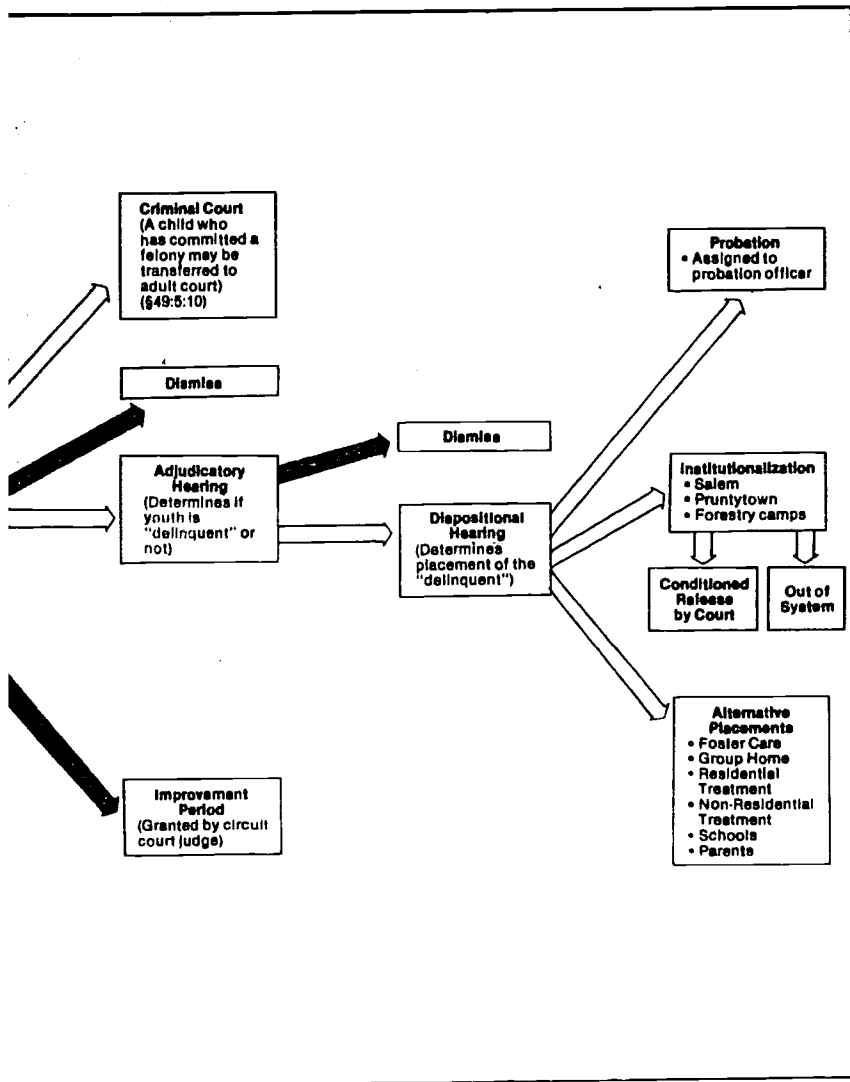 Criminal Court
(A child who
has committed a
felony may be
transferred to
adult court)
(§49:5:10)
Dismiss
Adjudicatory
Hearing
(Determines if
youth is
"delinquent" or
not)
Improvement
Period
(Granted by circuit
court judge)
Dismiss
Dispositional
Hearing
(Determines
placement of the
"delinquent")
Probation
• Assigned to
probation officer
Institutionalization
• Salem
• Pruntytown
• Forestry camps
Conditioned
Release
by Court
Out of
System
Alternative
Placements
• Foster Care
• Group Home
• Residential
Treatment
• Non-Residential
Treatment
• Schools
• Parents